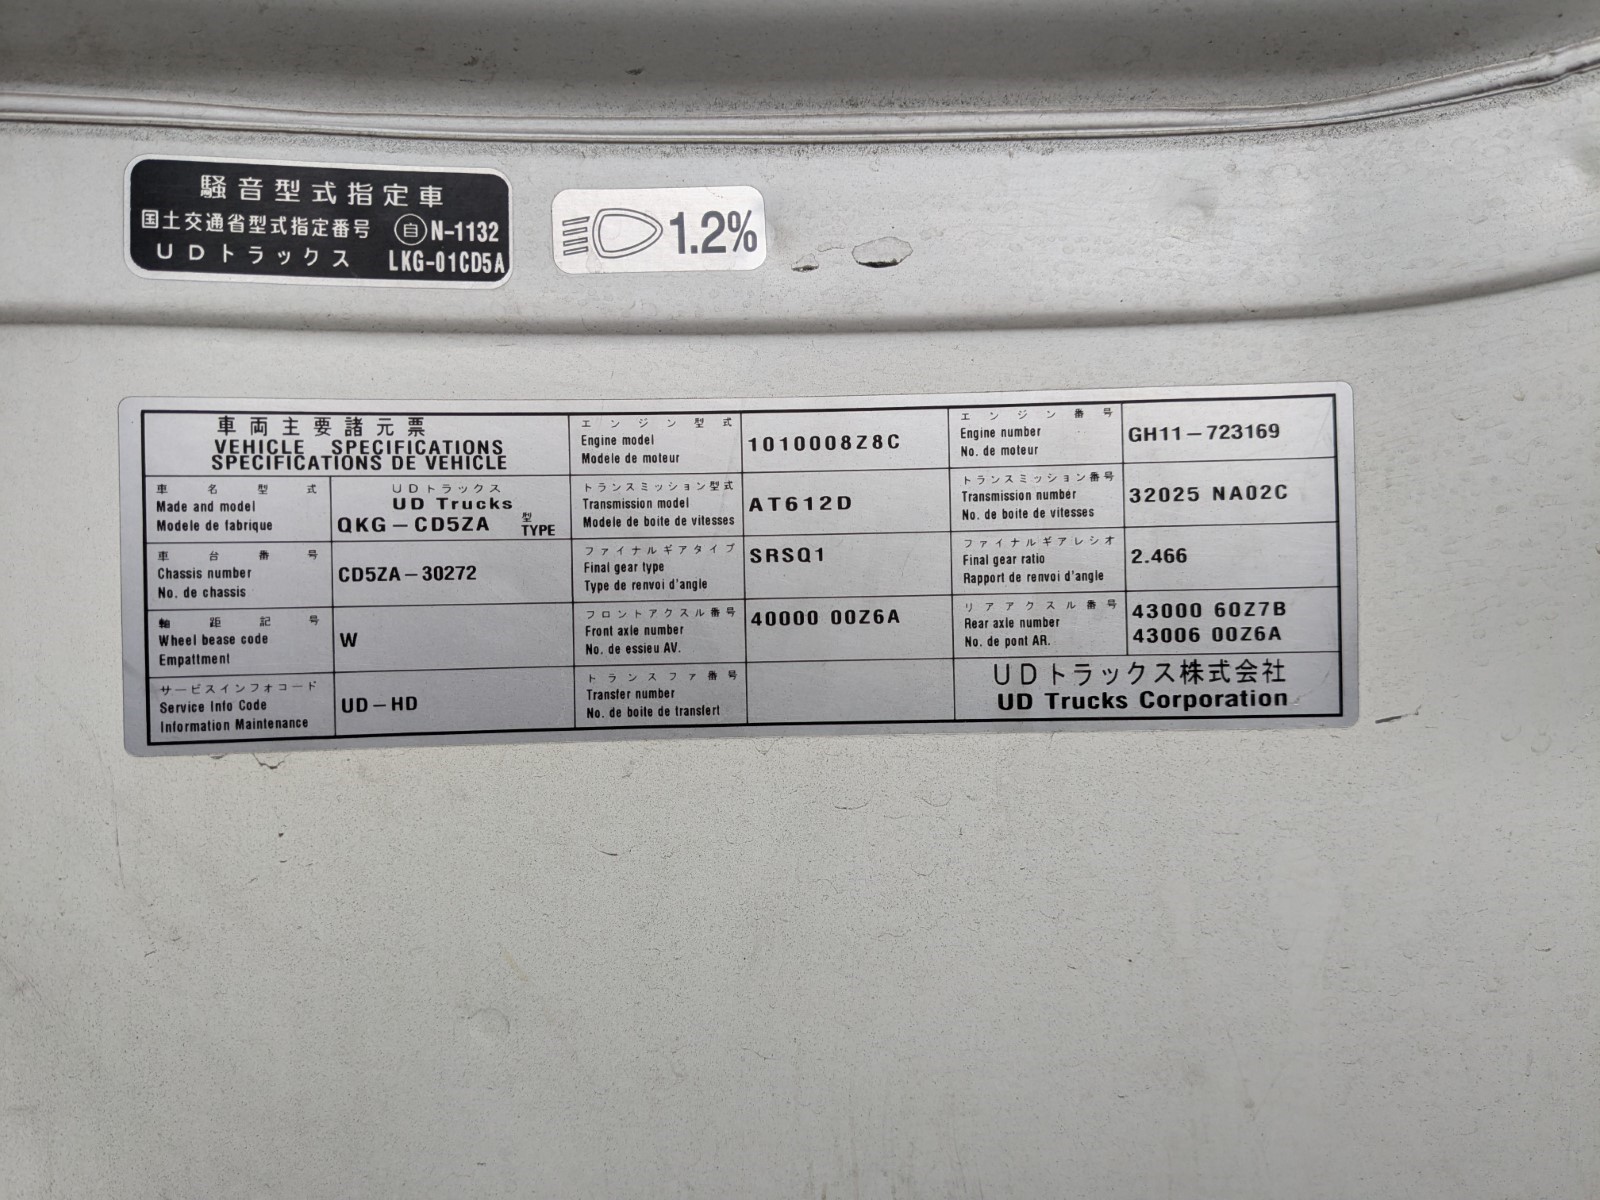 騒音型式指定車
国土交通省型式指定番号 自 N-1132
UDトラックス LKG-01CD5A
1.2%
車両主要諸元票
VEHICLE SPECIFICATIONS
SPECIFICATIONS DE VEHICLE
車名型式
Made and model
Modele de fabrique
UDトラックス
UD Trucks
QKG-CD5ZA 型 TYPE
車台番号
Chassis number
No. de chassis
CD5ZA-30272
軸距記号
Wheel bease code
Empattment
W
サービスインフォコード
Service Info Code
Information Maintenance
UD-HD
エンジン型式
Engine model
Modele de moteur
1010008Z8C
トランスミッション型式
Transmission model
Modele de boite de vitesses
AT612D
ファイナルギアタイプ
Final gear type
Type de renvoi d'angle
SRSQ1
フロントアクスル番号
Front axle number
No. de essieu AV.
40000 00Z6A
トランスファ番号
Transfer number
No. de boite de transfert
エンジン番号
Engine number
No. de moteur
GH11-723169
トランスミッション番号
Transmission number
No. de boite de vitesses
32025 NA02C
ファイナルギアレシオ
Final gear ratio
Rapport de renvoi d'angle
2.466
リアアクスル番号
Rear axle number
No. de pont AR.
43000 60Z7B
43006 00Z6A
UDトラックス株式会社
UD Trucks Corporation